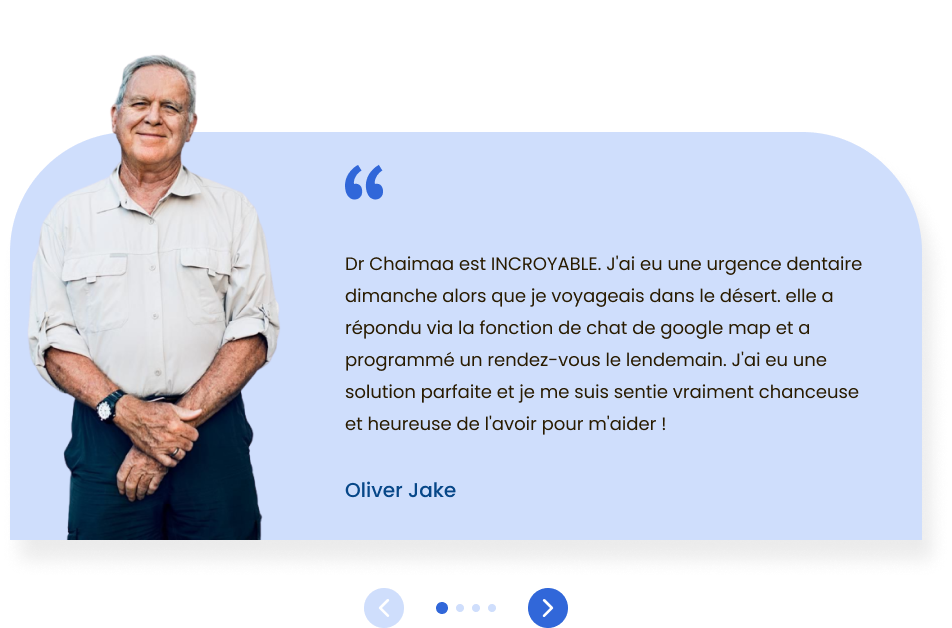 “
Dr Chaimaa est INCROYABLE. J'ai eu une urgence dentaire
dimanche alors que je voyageais dans le désert. elle a
répondu via la fonction de chat de google map et a
programmé un rendez-vous le lendemain. J'ai eu une
solution parfaite et je me suis sentie vraiment chanceuse
et heureuse de l'avoir pour m'aider !
Oliver Jake